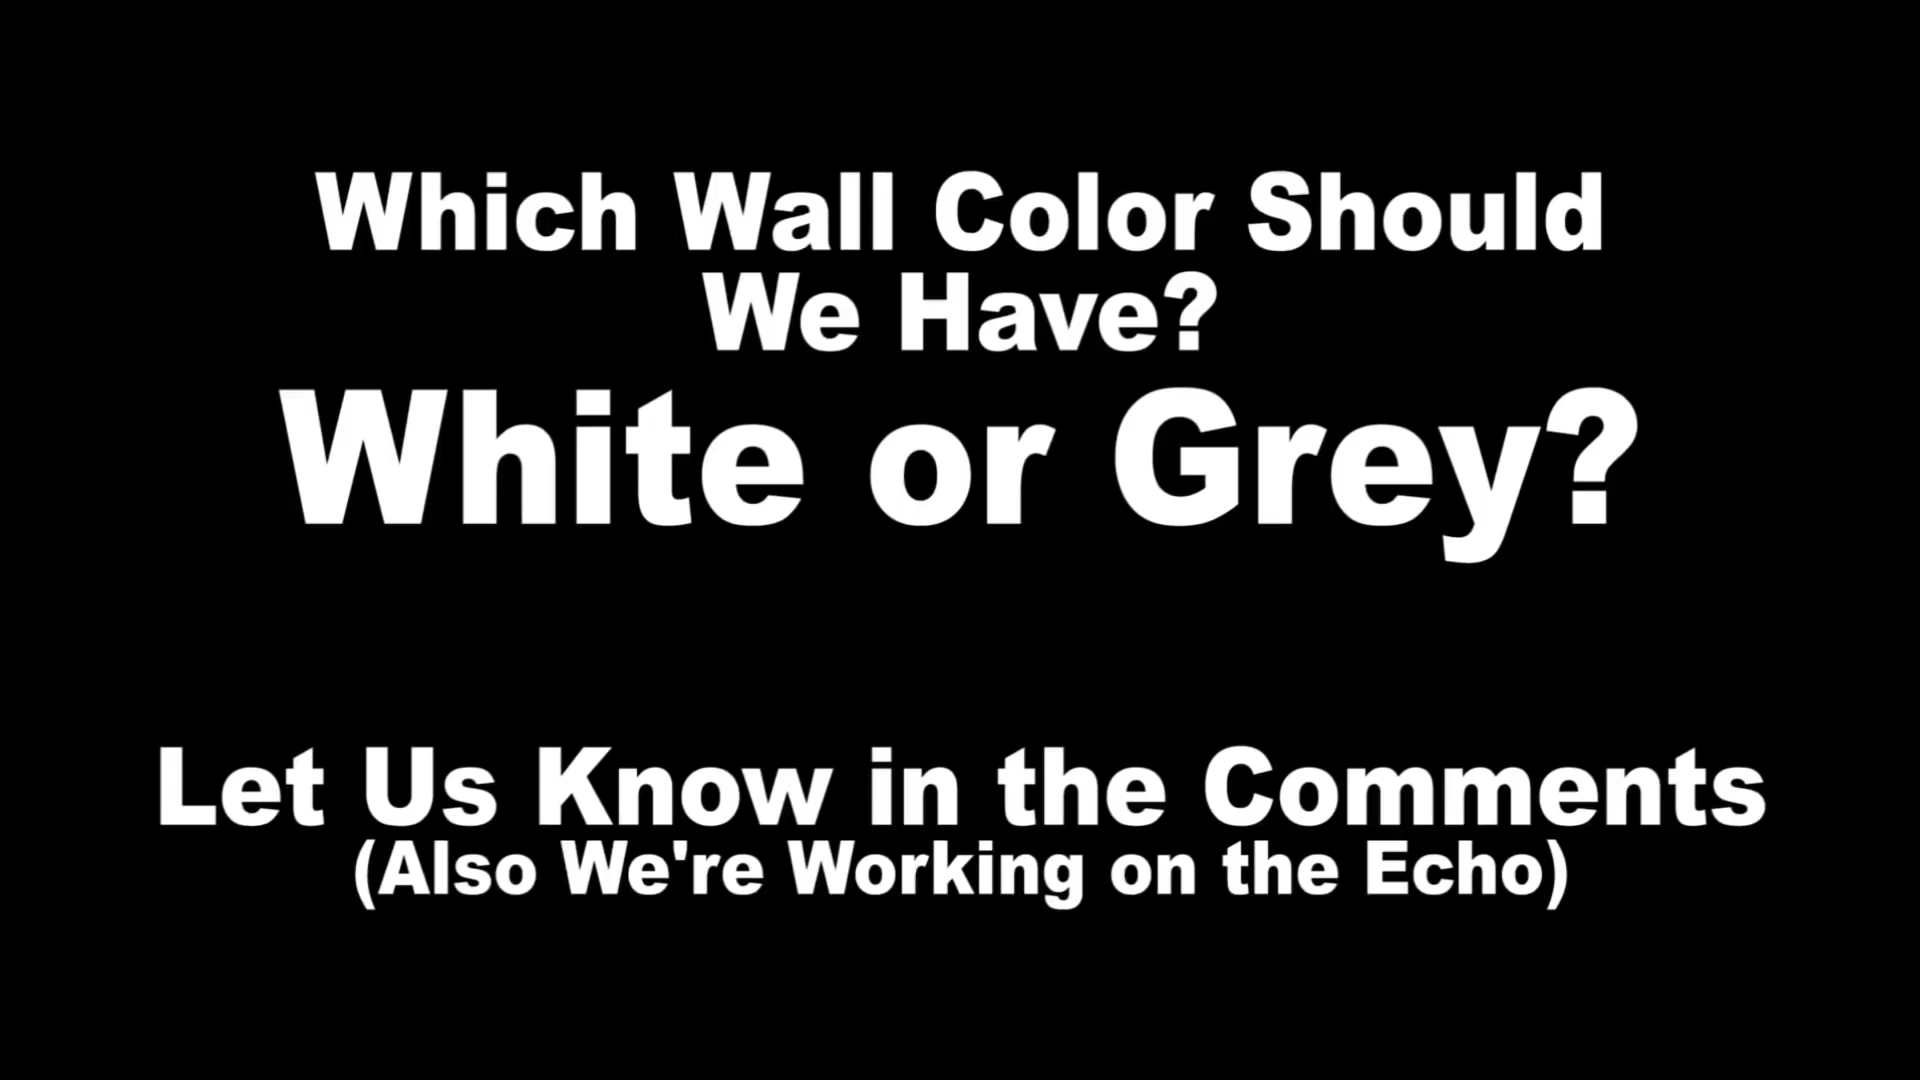 Which Wall Color Should
We Have?
White or Grey?
Let Us Know in the Comments
(Also We're Working on the Echo)